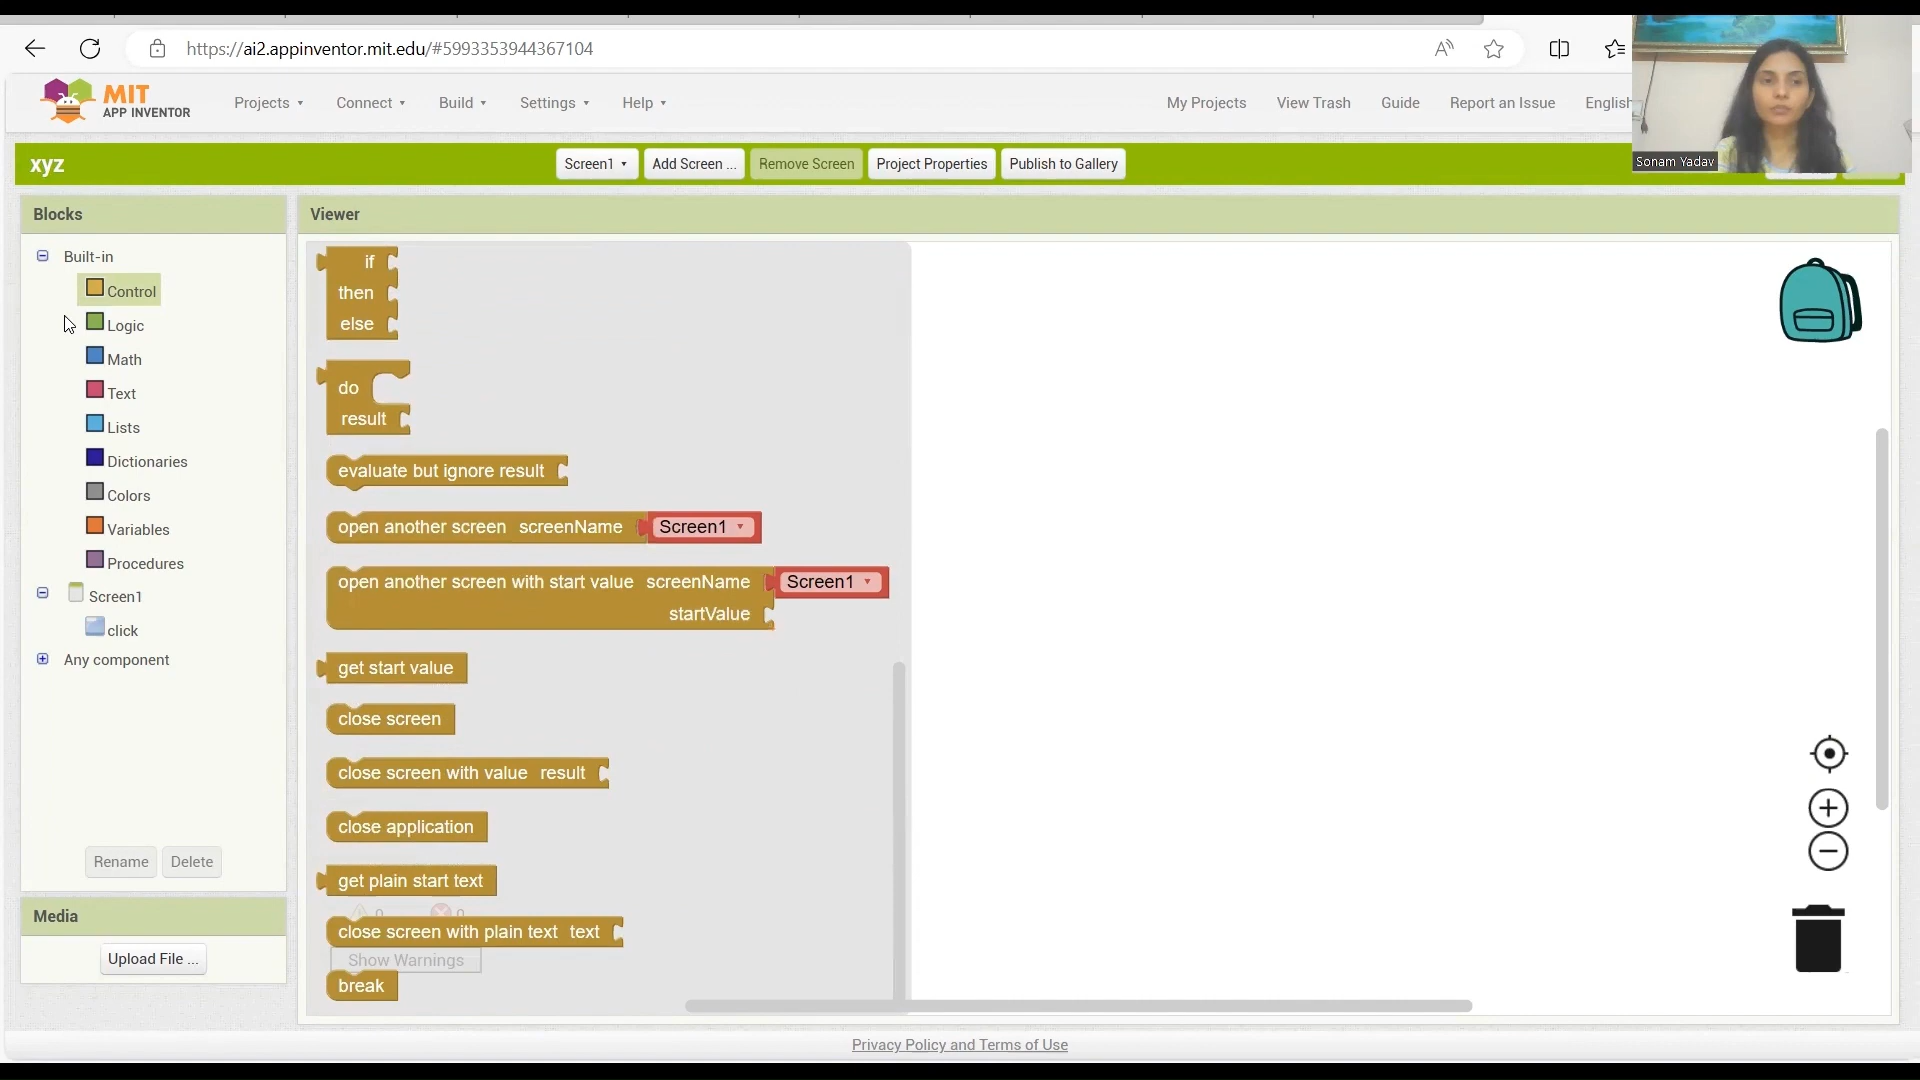 https://ai2.appinventor.mit.edu/#5993353944367104
MIT
APP INVENTOR
Projects
Connect
Build
Settings
Help
My Projects
View Trash
Guide
Report an Issue
English
Sonam Yadav
xyz
Screen1
Add Screen ...
Remove Screen
Project Properties
Publish to Gallery
Blocks
Viewer
Built-in
Control
Logic
Math
Text
Lists
Dictionaries
Colors
Variables
Procedures
Screen1
click
Any component
Rename
Delete
Media
Upload File ...
if
then
else
do
result
evaluate but ignore result
open another screen screenName Screen1
open another screen with start value screenName Screen1
startValue
get start value
close screen
close screen with value result
close application
get plain start text
0 0
close screen with plain text text
Show Warnings
break
Privacy Policy and Terms of Use